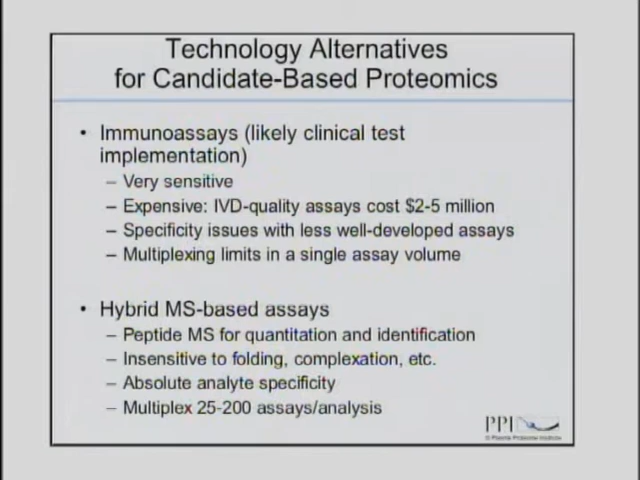 Technology Alternatives
for Candidate-Based Proteomics
• Immunoassays (likely clinical test
implementation)
– Very sensitive
– Expensive: IVD-quality assays cost $2-5 million
– Specificity issues with less well-developed assays
– Multiplexing limits in a single assay volume
• Hybrid MS-based assays
– Peptide MS for quantitation and identification
– Insensitive to folding, complexation, etc.
– Absolute analyte specificity
– Multiplex 25-200 assays/analysis
PPI
© Plasma Proteome Institute